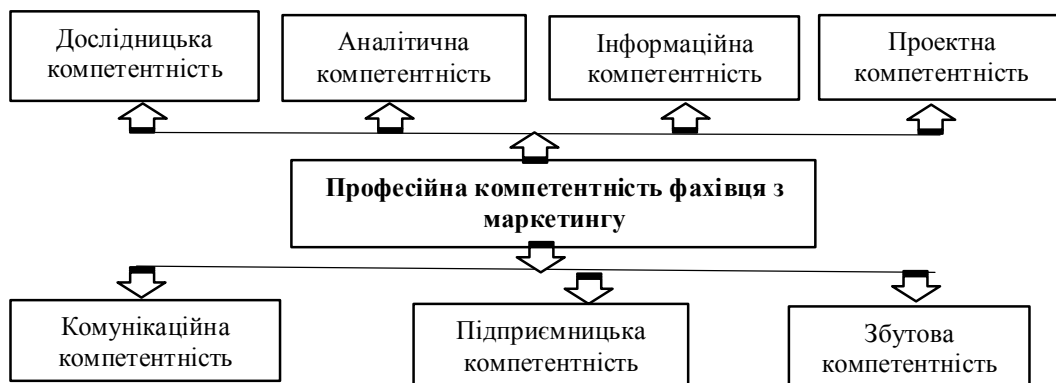 Дослідницька
компетентність
Аналітична
компетентність
Інформаційна
компетентність
Проектна
компетентність
Професійна компетентність фахівця з
маркетингу
Комунікаційна
компетентність
Підприємницька
компетентність
Збутова
компетентність